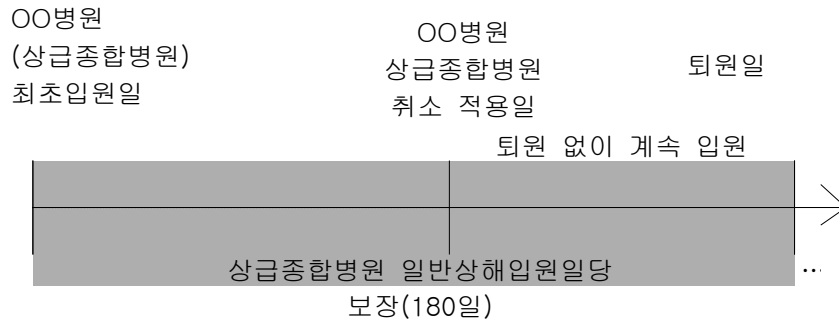 OO병원
(상급종합병원)
최초입원일
OO병원
상급종합병원
취소 적용일
퇴원일
퇴원 없이 계속 입원
상급종합병원 일반상해입원일당
보장(180일)
…